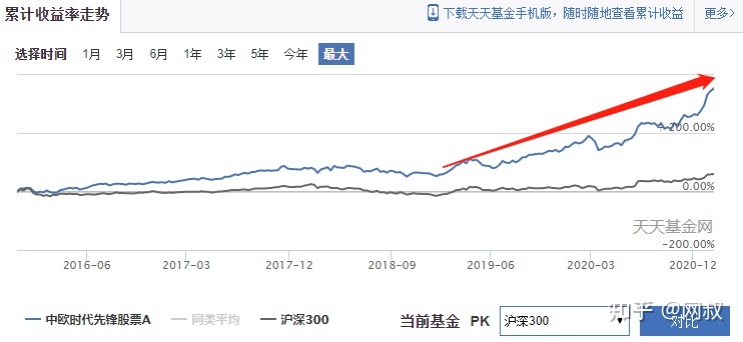 累计收益率走势 下载天天基金手机版，随时随地查看累计收益 更多>
选择时间 1月 3月 6月 1年 3年 5年 今年 最大
200.00%
0.00%
天天基金网
-200.00%
2016-06 2017-03 2017-12 2018-09 2019-06 2020-03 2020-12
中欧时代先锋股票A 同类平均 沪深300 当前基金 PK 沪深300 对比
知乎 @网叔